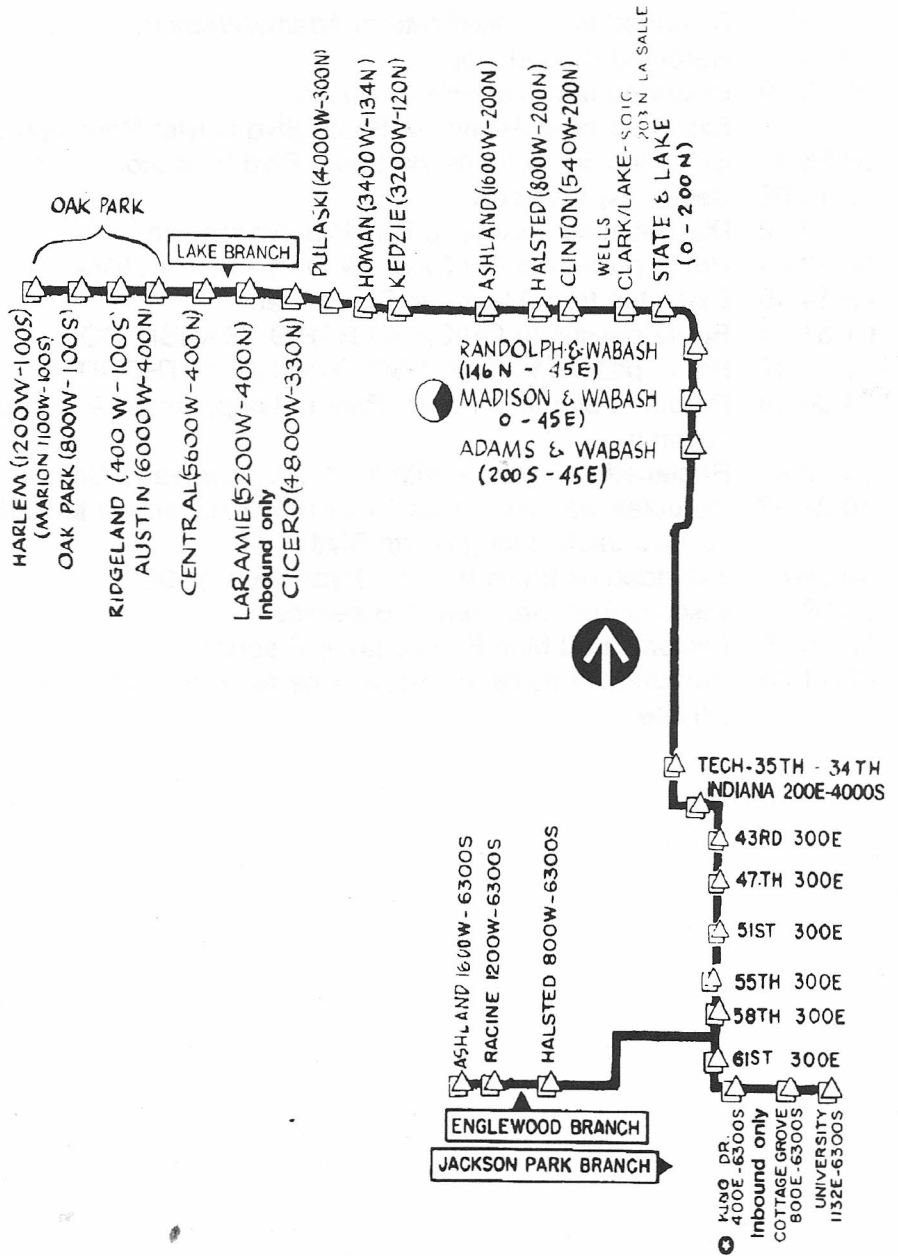 OAK PARK
LAKE BRANCH
HARLEM (1200W-100S)
(MARION 1100W-100S)
OAK PARK (800W-100S)
RIDGELAND (400W-100S)
AUSTIN (6000W-400N)
CENTRAL (5600W-400N)
LARAMIE (5200W-400N)
Inbound only
CICERO (4800W-330N)
PULASKI (4000W-300N)
HOMAN (3400W-134N)
KEDZIE (3200W-120N)
ASHLAND (1600W-200N)
HALSTED (800W-200N)
CLINTON (540W-200N)
WELLS
CLARK/LAKE-SOIC
203 N LA SALLE
STATE & LAKE
(0-200N)
RANDOLPH & WABASH
(146 N - 45E)
MADISON & WABASH
0 - 45E)
ADAMS & WABASH
(200S - 45E)
TECH-35TH - 34TH
INDIANA 200E-4000S
43RD 300E
47TH 300E
51ST 300E
55TH 300E
58TH 300E
61ST 300E
ASHLAND 1600W-6300S
RACINE 1200W-6300S
HALSTED 800W-6300S
ENGLEWOOD BRANCH
JACKSON PARK BRANCH
KING DR.
400E-6300S
Inbound only
COTTAGE GROVE
800E-6300S
UNIVERSITY
1132E-6300S